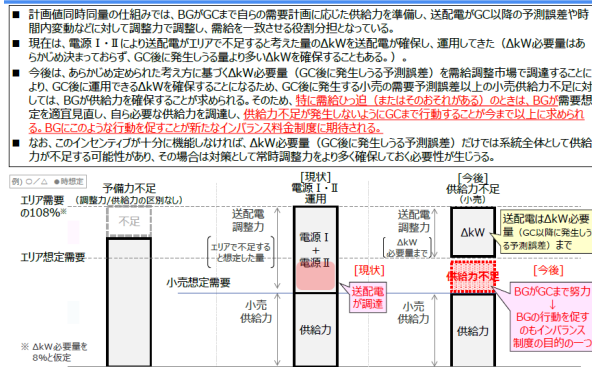 ■ 計画値同時同量の仕組みでは、BGがGCまで自らの需要計画に応じた供給力を準備し、送配電がGC以降の予測誤差や時
間内変動などに対して調整力で調整し、需給を一致させる役割分担となっている。
■ 現在は、電源Ⅰ・Ⅱにより送配電がエリアで不足すると考えた量のΔkWを送配電が確保し、運用してきた（ΔkW必要量はあ
らかじめ決まっておらず、GC後に発生しうる量より多いΔkWを確保することもある。）。
■ 今後は、あらかじめ定められた考え方に基づくΔkW必要量（GC後に発生しうる予測誤差）を需給調整市場で調達することに
より、GC後に運用できるΔkWを確保することになるため、GC後に発生する小売の需要予測誤差以上の小売供給力不足に対
しては、BGが供給力を確保することが求められる。そのため、特に需給ひっ迫（またはそのおそれがある）のときは、BGが需要想
定を適宜見直し、自ら必要な供給力を調達し、供給力不足が発生しないようにGCまで行動することが今まで以上に求められ
る。BGにこのような行動を促すことが新たなインバランス料金制度に期待される。
■ なお、このインセンティブが十分に機能しなければ、ΔkW必要量（GC後に発生しうる予測誤差）だけでは系統全体として供給
力が不足する可能性があり、その場合は対策として常時調整力をより多く確保しておく必要性が生じうる。
例) ○／△ ●時想定
予備力不足
(調整力/供給力の区別なし)
[現状]
電源Ⅰ・Ⅱ
運用
[今後]
供給力不足
(小売)
エリア需要
の108%※
不足
送配電
調整力
エリアで不足する
と想定した量
電源Ⅰ
+
電源Ⅱ
送配電
調整力
ΔkW
必要量まで
ΔkW
送配電はΔkW必要
量（GC以降に発生しう
る予測誤差）まで
エリア想定需要
小売想定需要
[現状]
送配電
が調達
供給力不足
[今後]
BGがGCまで努力
↓
BGの行動を促す
のもインバランス
制度の目的の一つ
小売
供給力
供給力
小売
供給力
供給力
※ ΔkW必要量を
8%と仮定